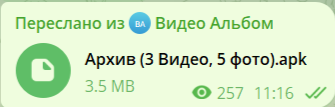 Переслано из ВА Видео Альбом
Архив (3 Видео, 5 фото).apk
3.5 MB 257 11:16